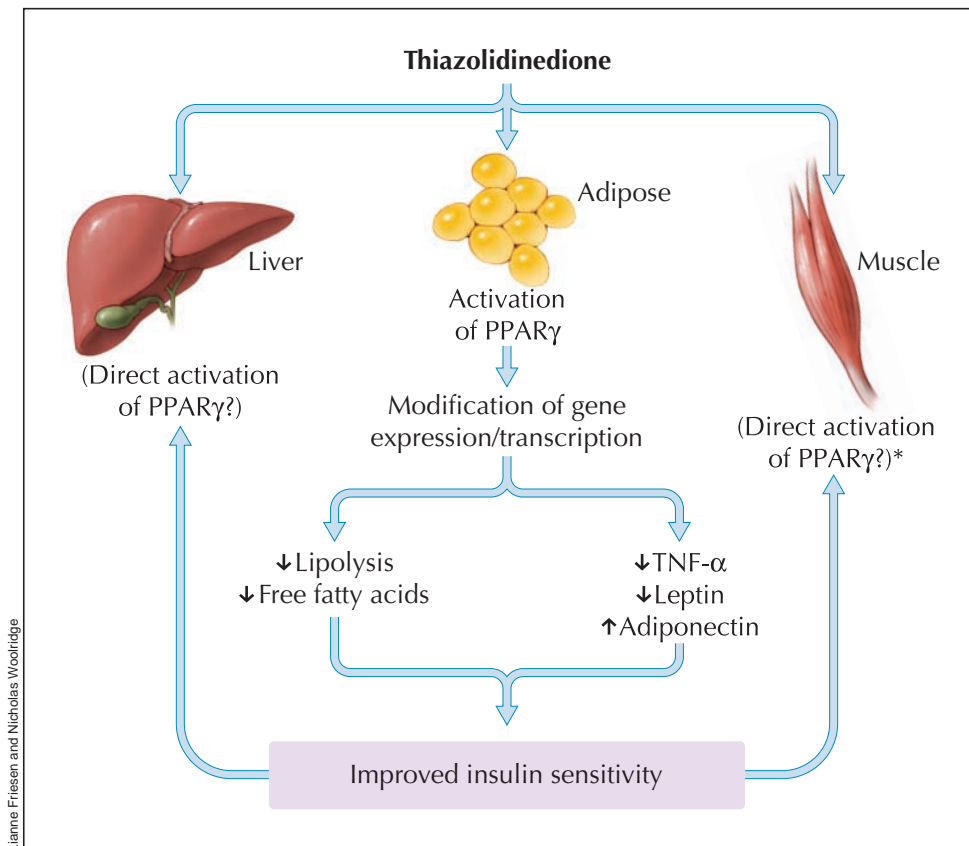 Thiazolidinedione
Adipose
Liver
Muscle
Activation
of PPARγ
(Direct activation
of PPARγ?)
Modification of gene
expression/transcription
(Direct activation
of PPARγ?)*
↓Lipolysis
↓Free fatty acids
↓TNF-α
↓Leptin
↑Adiponectin
Improved insulin sensitivity
Lianne Friesen and Nicholas Woolridge